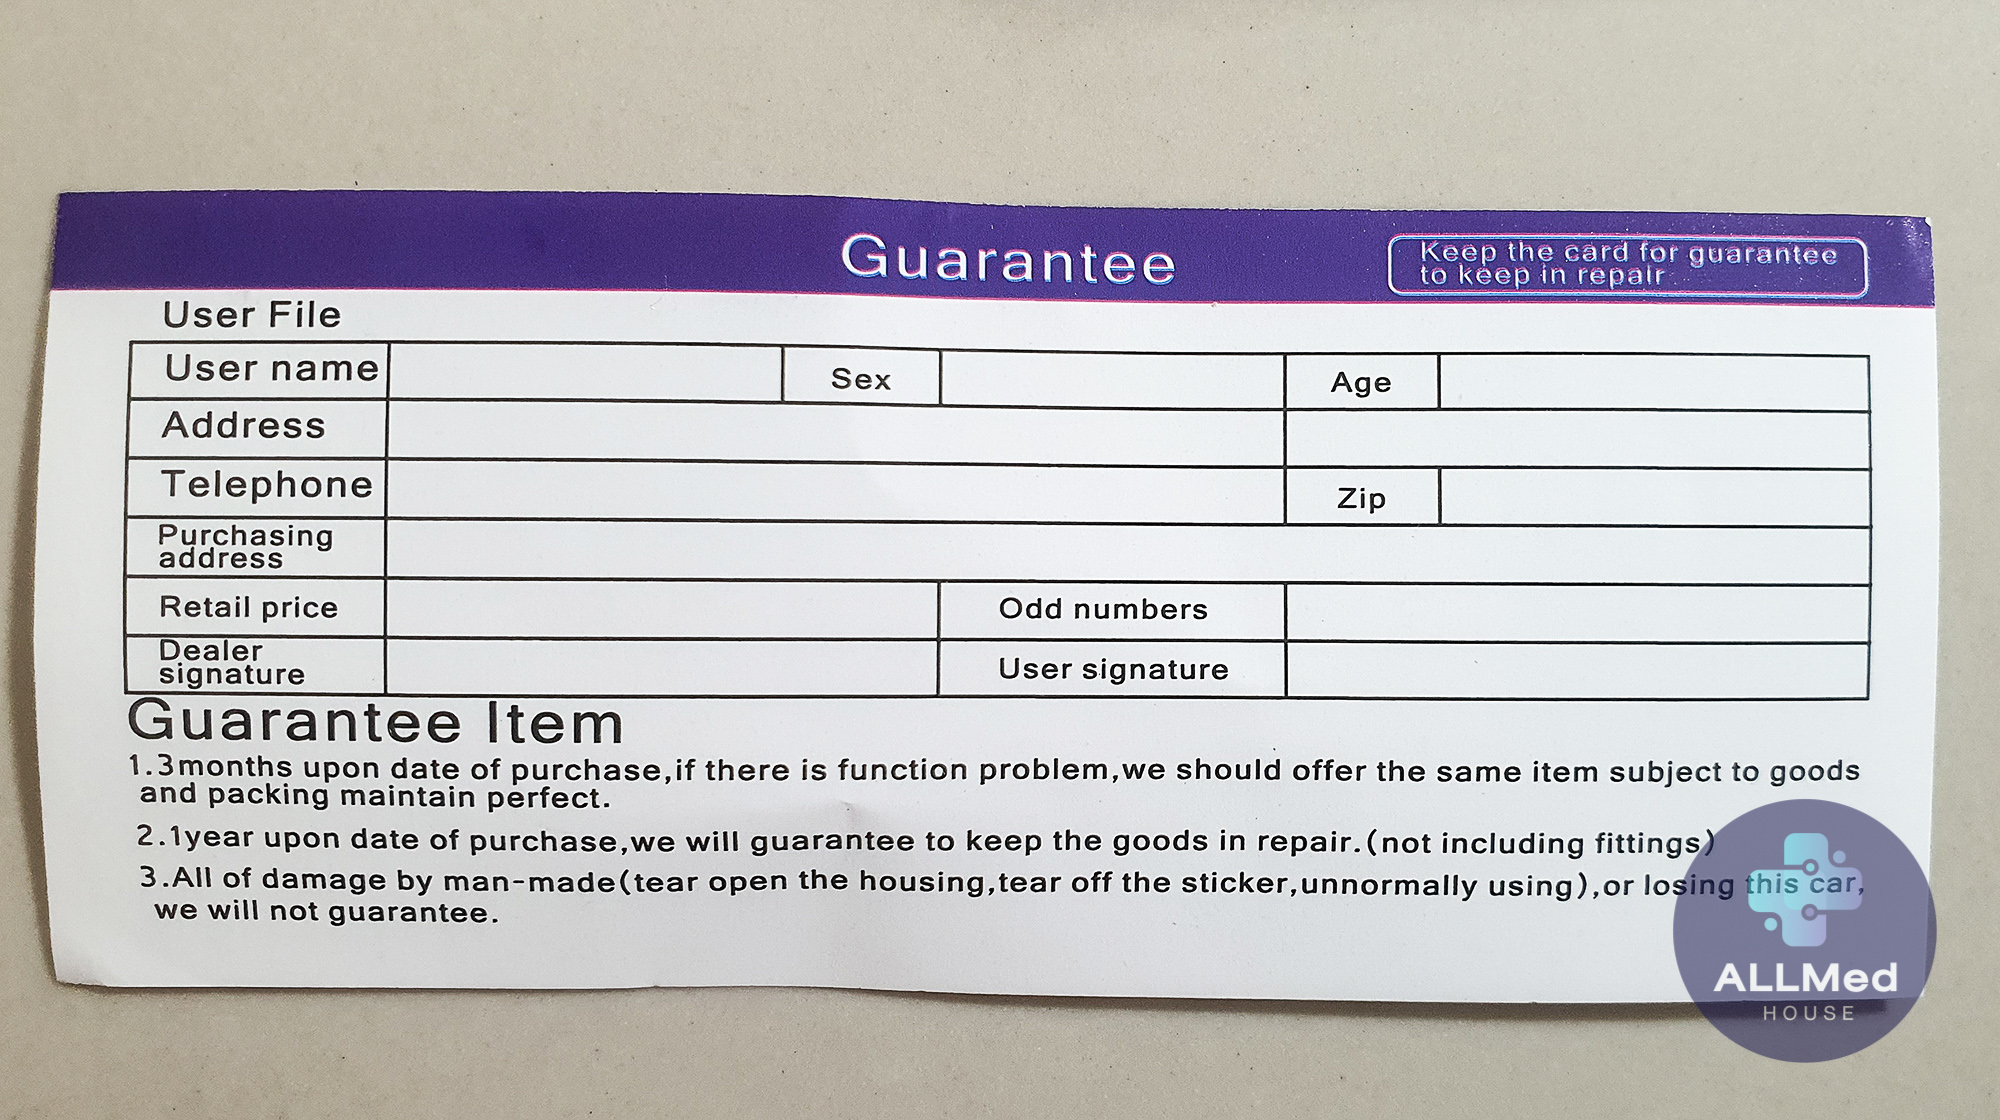 Guarantee
Keep the card for guarantee
to keep in repair
User File
User name Sex Age
Address
Telephone Zip
Purchasing
address
Retail price Odd numbers
Dealer
signature User signature
Guarantee Item
1.3months upon date of purchase,if there is function problem,we should offer the same item subject to goods
and packing maintain perfect.
2.1year upon date of purchase,we will guarantee to keep the goods in repair.(not including fittings)
3.All of damage by man-made(tear open the housing,tear off the sticker,unnormally using),or losing this car,
we will not guarantee.
ALLMed
HOUSE